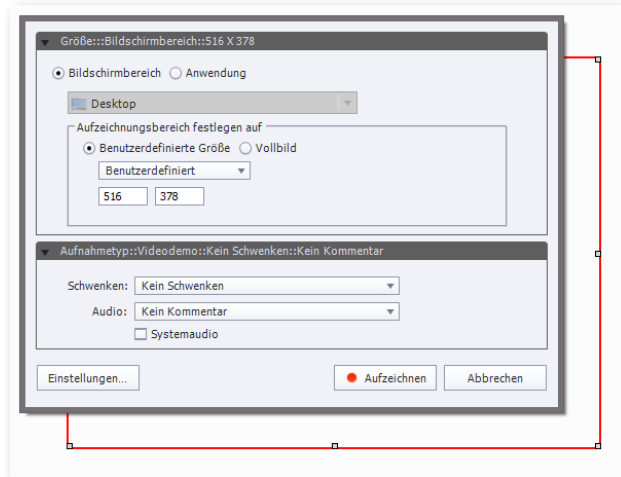 Größe:::Bildschirmbereich::516 X 378
Bildschirmbereich Anwendung
Desktop
Aufzeichnungsbereich festlegen auf
Benutzerdefinierte Größe Vollbild
Benutzerdefiniert
516 378
Aufnahmetyp::Videodemo::Kein Schwenken::Kein Kommentar
Schwenken: Kein Schwenken
Audio: Kein Kommentar
Systemaudio
Einstellungen... Aufzeichnen Abbrechen